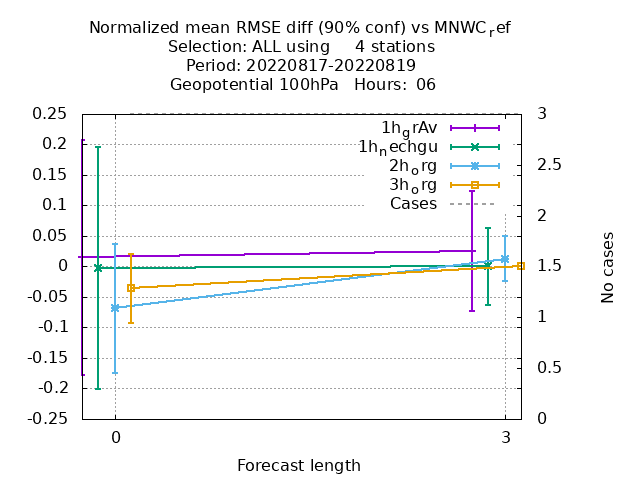 Normalized mean RMSE diff (90% conf) vs MNWC_ref
Selection: ALL using     4 stations
Period: 20220817-20220819
Geopotential 100hPa   Hours:  06
0.25
0.2
0.15
0.1
0.05
0
-0.05
-0.1
-0.15
-0.2
-0.25
3
2.5
2
1.5
1
0.5
0
1h_grAv
1h_nechgu
2h_org
3h_org
Cases
No cases
0
3
Forecast length